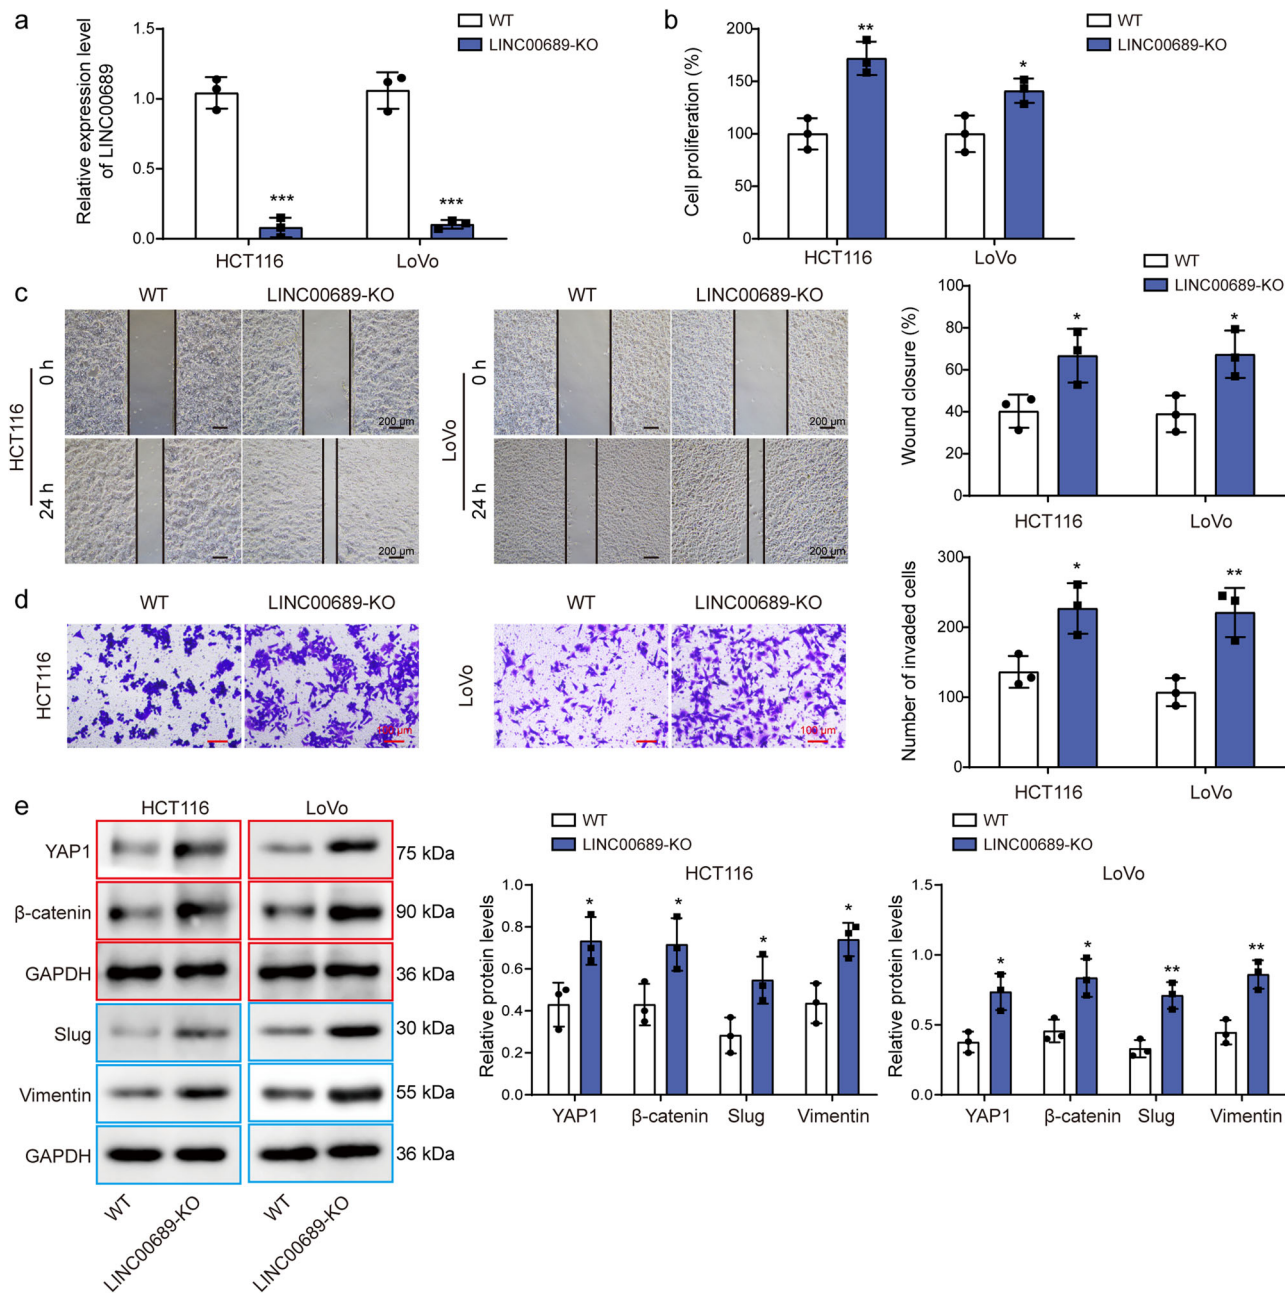 a
WT
LINC00689-KO
Relative expression level
of LINC00689
1.5
1.0
0.5
0.0
***
***
HCT116
LoVo
b
WT
LINC00689-KO
Cell proliferation (%)
200
150
100
50
0
**
*
HCT116
LoVo
c
WT
LINC00689-KO
HCT116
0 h
24 h
200 μm
200 μm
WT
LINC00689-KO
LoVo
0 h
24 h
200 μm
200 μm
WT
LINC00689-KO
Wound closure (%)
100
80
60
40
20
0
*
*
HCT116
LoVo
d
WT
LINC00689-KO
HCT116
100 μm
WT
LINC00689-KO
LoVo
100 μm
Number of invaded cells
300
200
100
0
*
**
HCT116
LoVo
e
HCT116
LoVo
YAP1
75 kDa
β-catenin
90 kDa
GAPDH
36 kDa
Slug
30 kDa
Vimentin
55 kDa
GAPDH
36 kDa
WT
LINC00689-KO
WT
LINC00689-KO
WT
LINC00689-KO
HCT116
Relative protein levels
1.0
0.8
0.6
0.4
0.2
0.0
*
*
*
*
YAP1
β-catenin
Slug
Vimentin
WT
LINC00689-KO
LoVo
Relative protein levels
1.5
1.0
0.5
0.0
*
*
**
**
YAP1
β-catenin
Slug
Vimentin